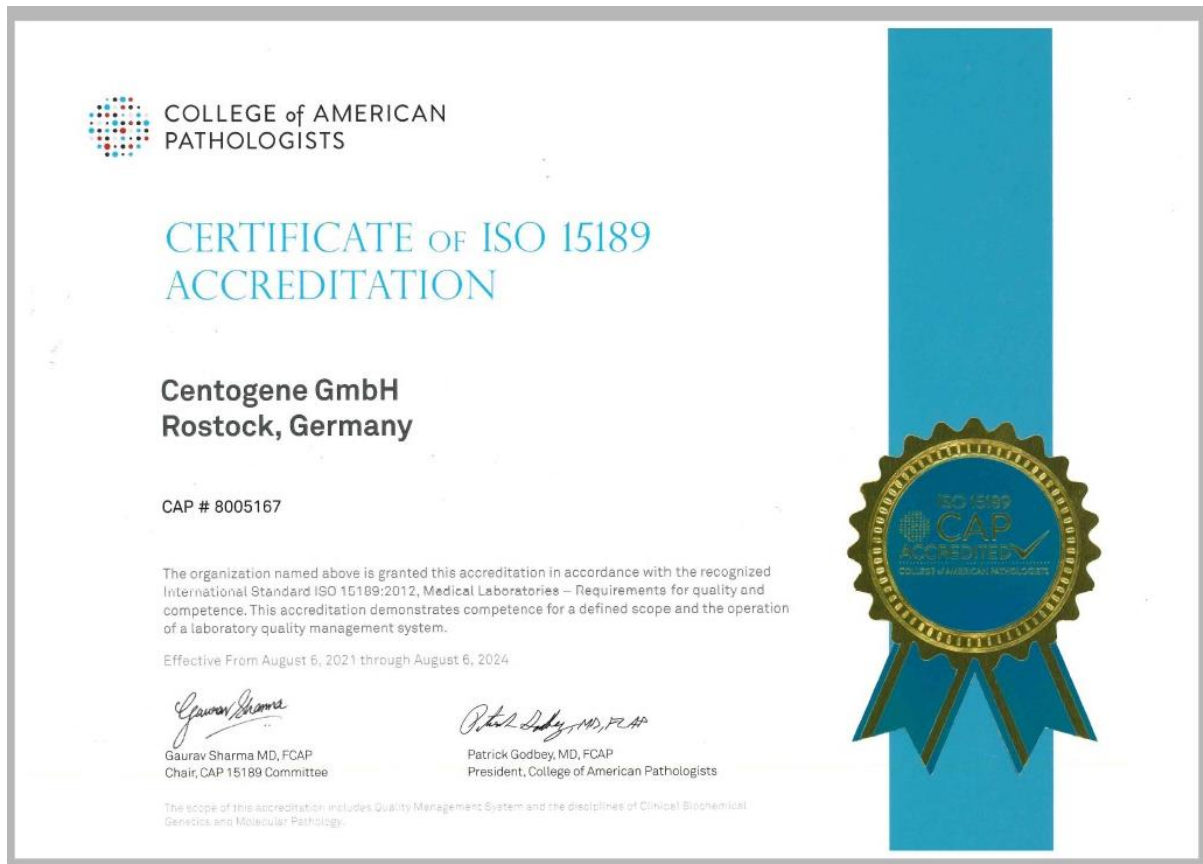 COLLEGE of AMERICAN
PATHOLOGISTS
CERTIFICATE OF ISO 15189
ACCREDITATION
Centogene GmbH
Rostock, Germany
CAP # 8005167
The organization named above is granted this accreditation in accordance with the recognized
International Standard ISO 15189:2012, Medical Laboratories – Requirements for quality and
competence. This accreditation demonstrates competence for a defined scope and the operation
of a laboratory quality management system.
Effective From August 6, 2021 through August 6, 2024
Gaurav Sharma
Patrick Godbey, MD, FCAP
Gaurav Sharma MD, FCAP
Chair, CAP 15189 Committee
Patrick Godbey, MD, FCAP
President, College of American Pathologists
The scope of this accreditation includes Quality Management System and the disciplines of Clinical Biochemical
Genetics and Molecular Pathology.
ISO 15189
CAP
ACCREDITED
COLLEGE of AMERICAN PATHOLOGISTS